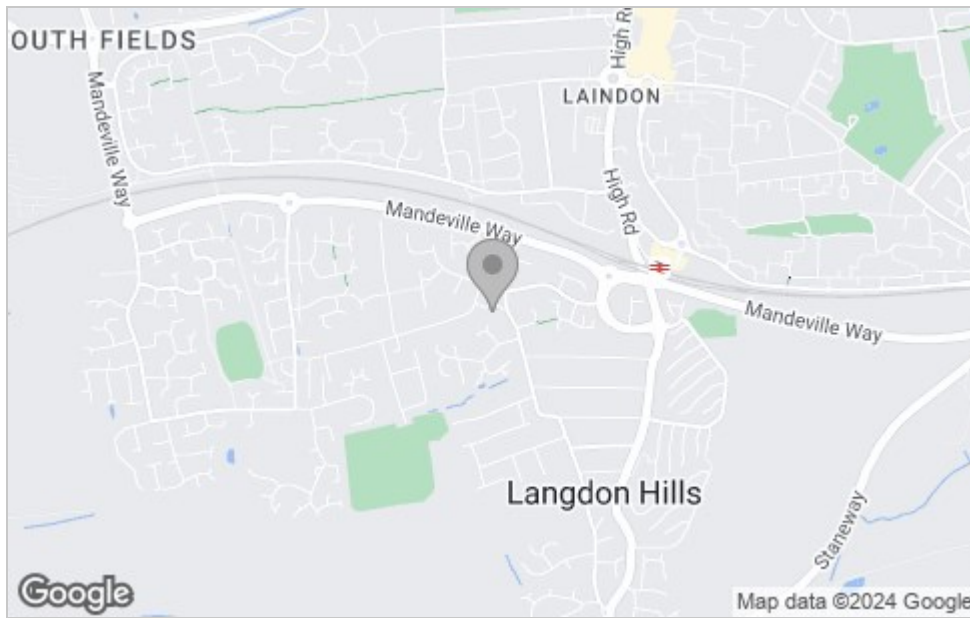 OUTH FIELDS
High R
LAINDON
Mandeville Way
High Rd
Mandeville Way
Mandeville Way
Langdon Hills
Staneway
Google
Map data ©2024 Google